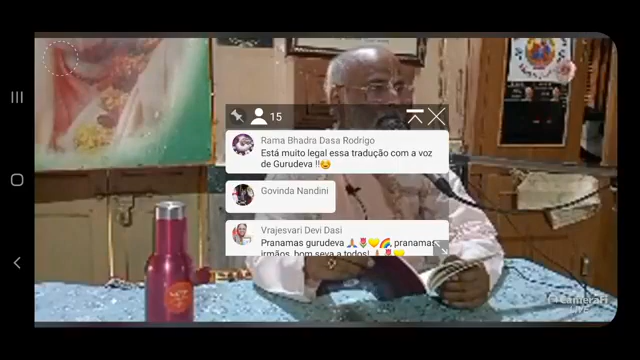 15
Rama Bhadra Dasa Rodrigo
Está muito legal essa tradução com a voz
de Gurudeva !!😊
Govinda Nandini
Vrajesvari Devi Dasi
Pranamas gurudeva 🙏🏼🌷💛🌈, pranamas
irmãos, bom seva a todos! 🙏🏼🌷💛
CameraFi
LIVE